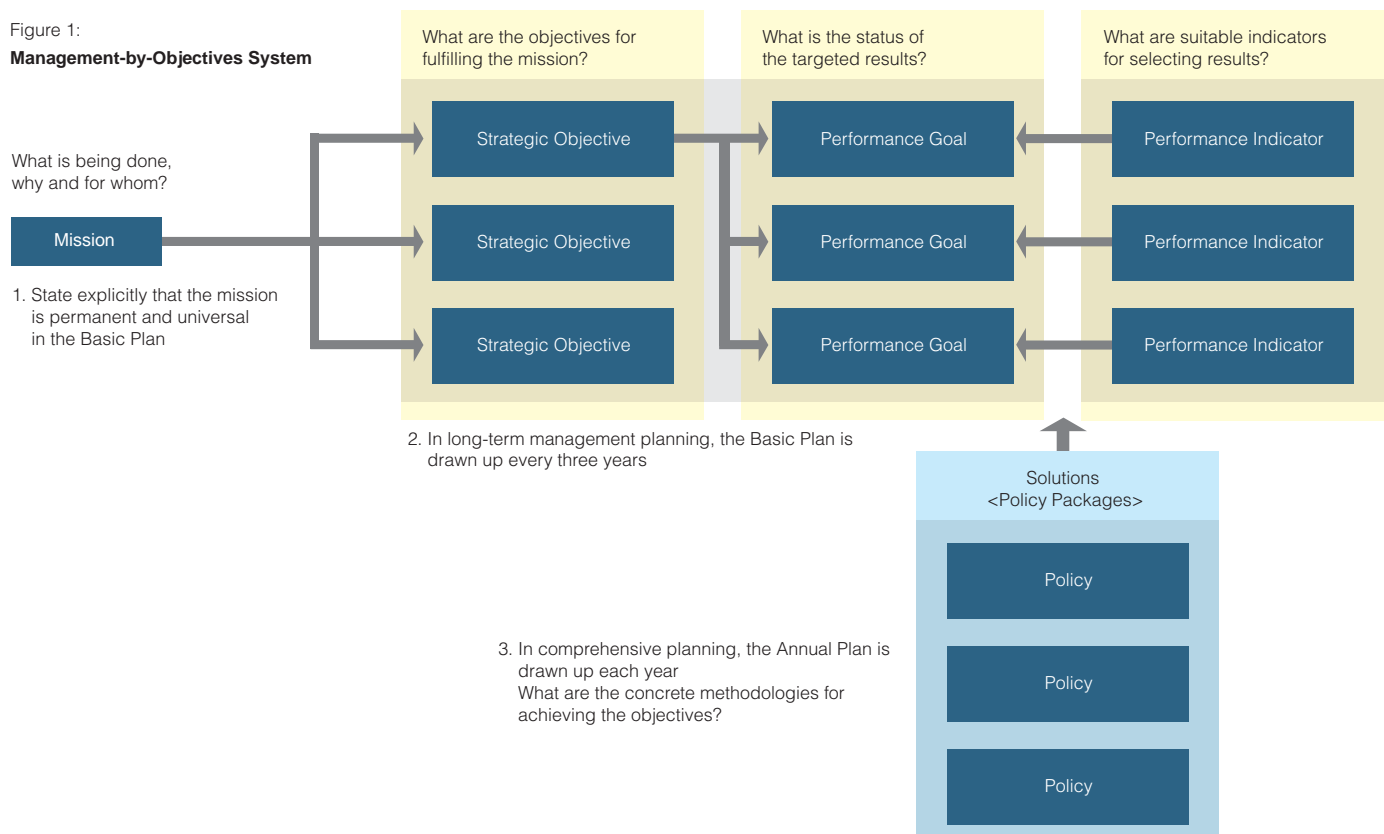 Figure 1:
Management-by-Objectives System
What are the objectives for
fulfilling the mission?
What is the status of
the targeted results?
What are suitable indicators
for selecting results?
What is being done,
why and for whom?
Mission
1. State explicitly that the mission
is permanent and universal
in the Basic Plan
Strategic Objective
Performance Goal
Performance Indicator
Strategic Objective
Performance Goal
Performance Indicator
Strategic Objective
Performance Goal
Performance Indicator
2. In long-term management planning, the Basic Plan is
drawn up every three years
Solutions
<Policy Packages>
Policy
3. In comprehensive planning, the Annual Plan is
drawn up each year
What are the concrete methodologies for
achieving the objectives?
Policy
Policy